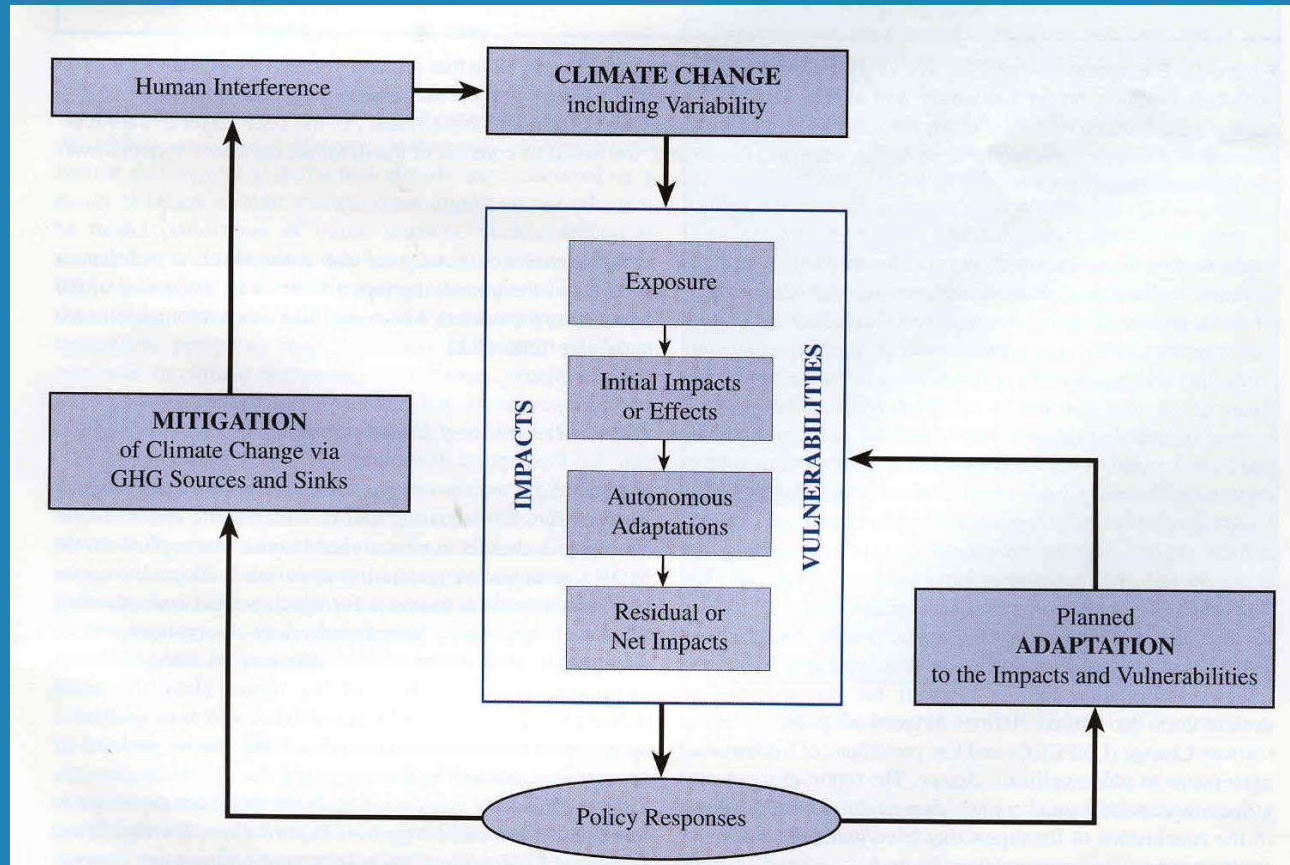 Human Interference
CLIMATE CHANGE
including Variability
Exposure
Initial Impacts
or Effects
Autonomous
Adaptations
Residual or
Net Impacts
IMPACTS
VULNERABILITIES
MITIGATION
of Climate Change via
GHG Sources and Sinks
Planned
ADAPTATION
to the Impacts and Vulnerabilities
Policy Responses